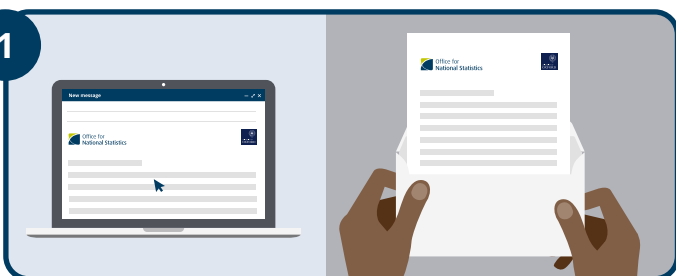 1
New message
Office for
National Statistics
Office for
National Statistics